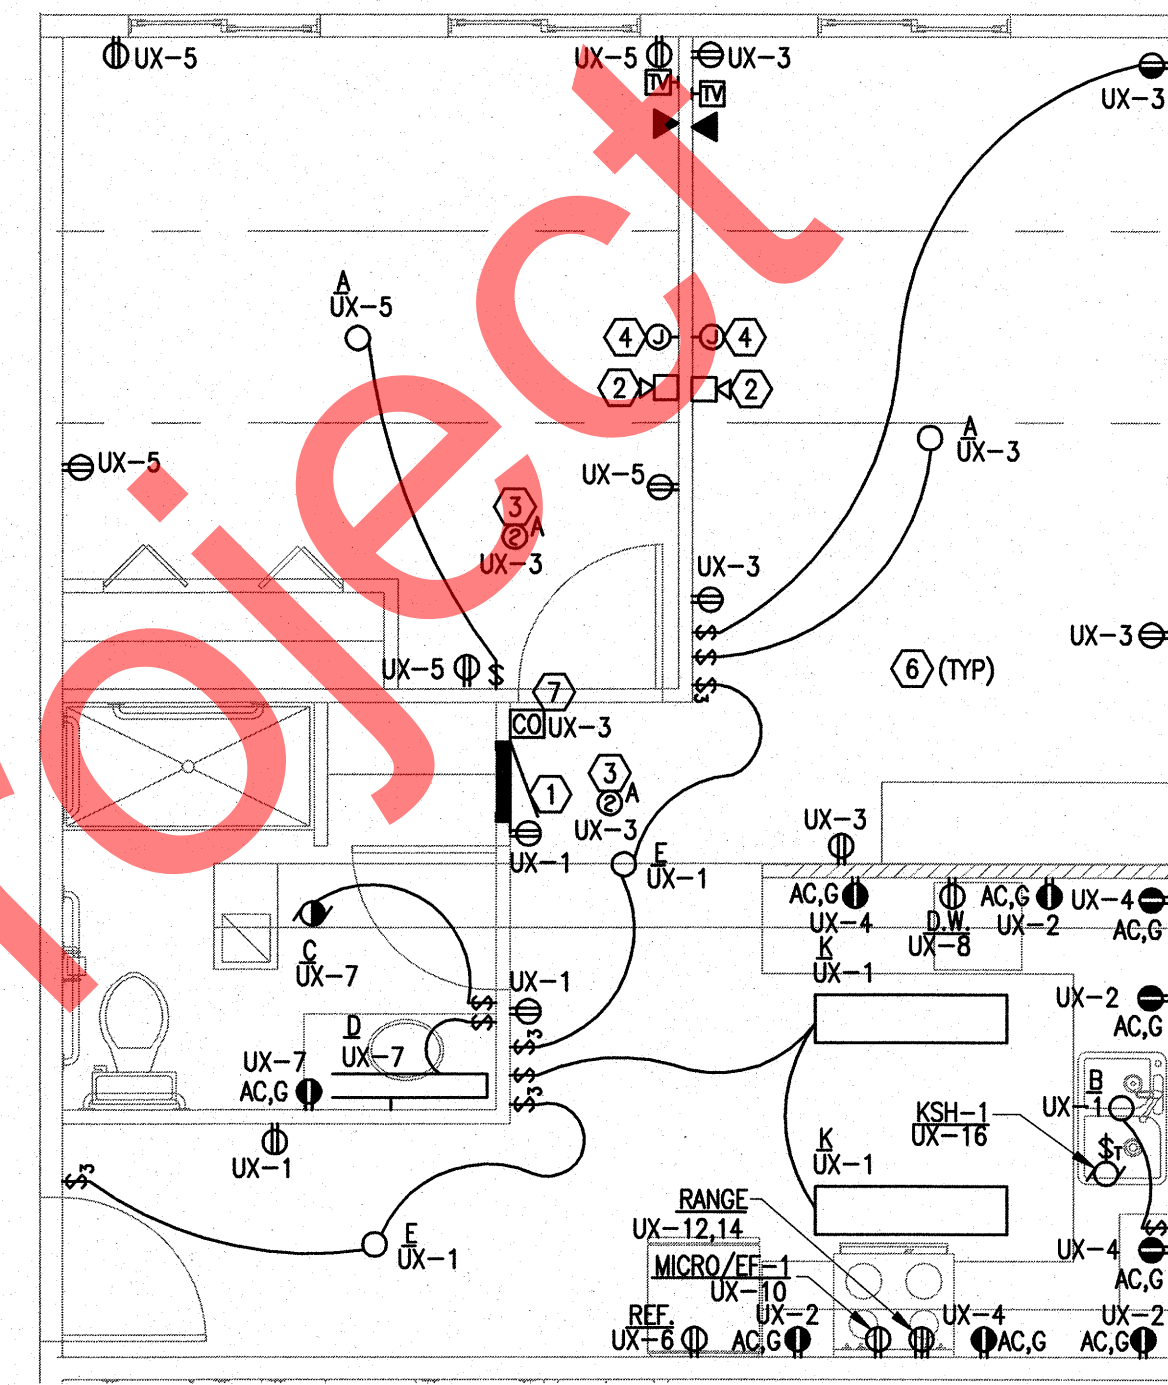 UX-5
UX-5
UX-3
TV
TV
UX-3
A
UX-5
4
J
J
4
2
2
A
UX-3
UX-5
UX-5
3
A
UX-3
UX-3
UX-3
6 (TYP)
UX-5
$
$
$
$3
7
CO UX-3
1
3
A
UX-3
UX-3
UX-1
E
UX-1
AC,G
UX-4
D.W.
UX-8
AC,G
UX-2
UX-4
AC,G
C
UX-7
K
UX-1
UX-1
$
$
UX-2
AC,G
D
UX-7
$3
UX-7
AC,G
$
$3
B
UX-1
KSH-1
UX-16
$T
UX-1
K
UX-1
$3
RANGE
UX-12,14
E
UX-1
$
UX-4
AC,G
MICRO/EF-1
UX-10
REF.
UX-6
UX-2
AC,G
UX-4
AC,G
UX-2
AC,G
roject